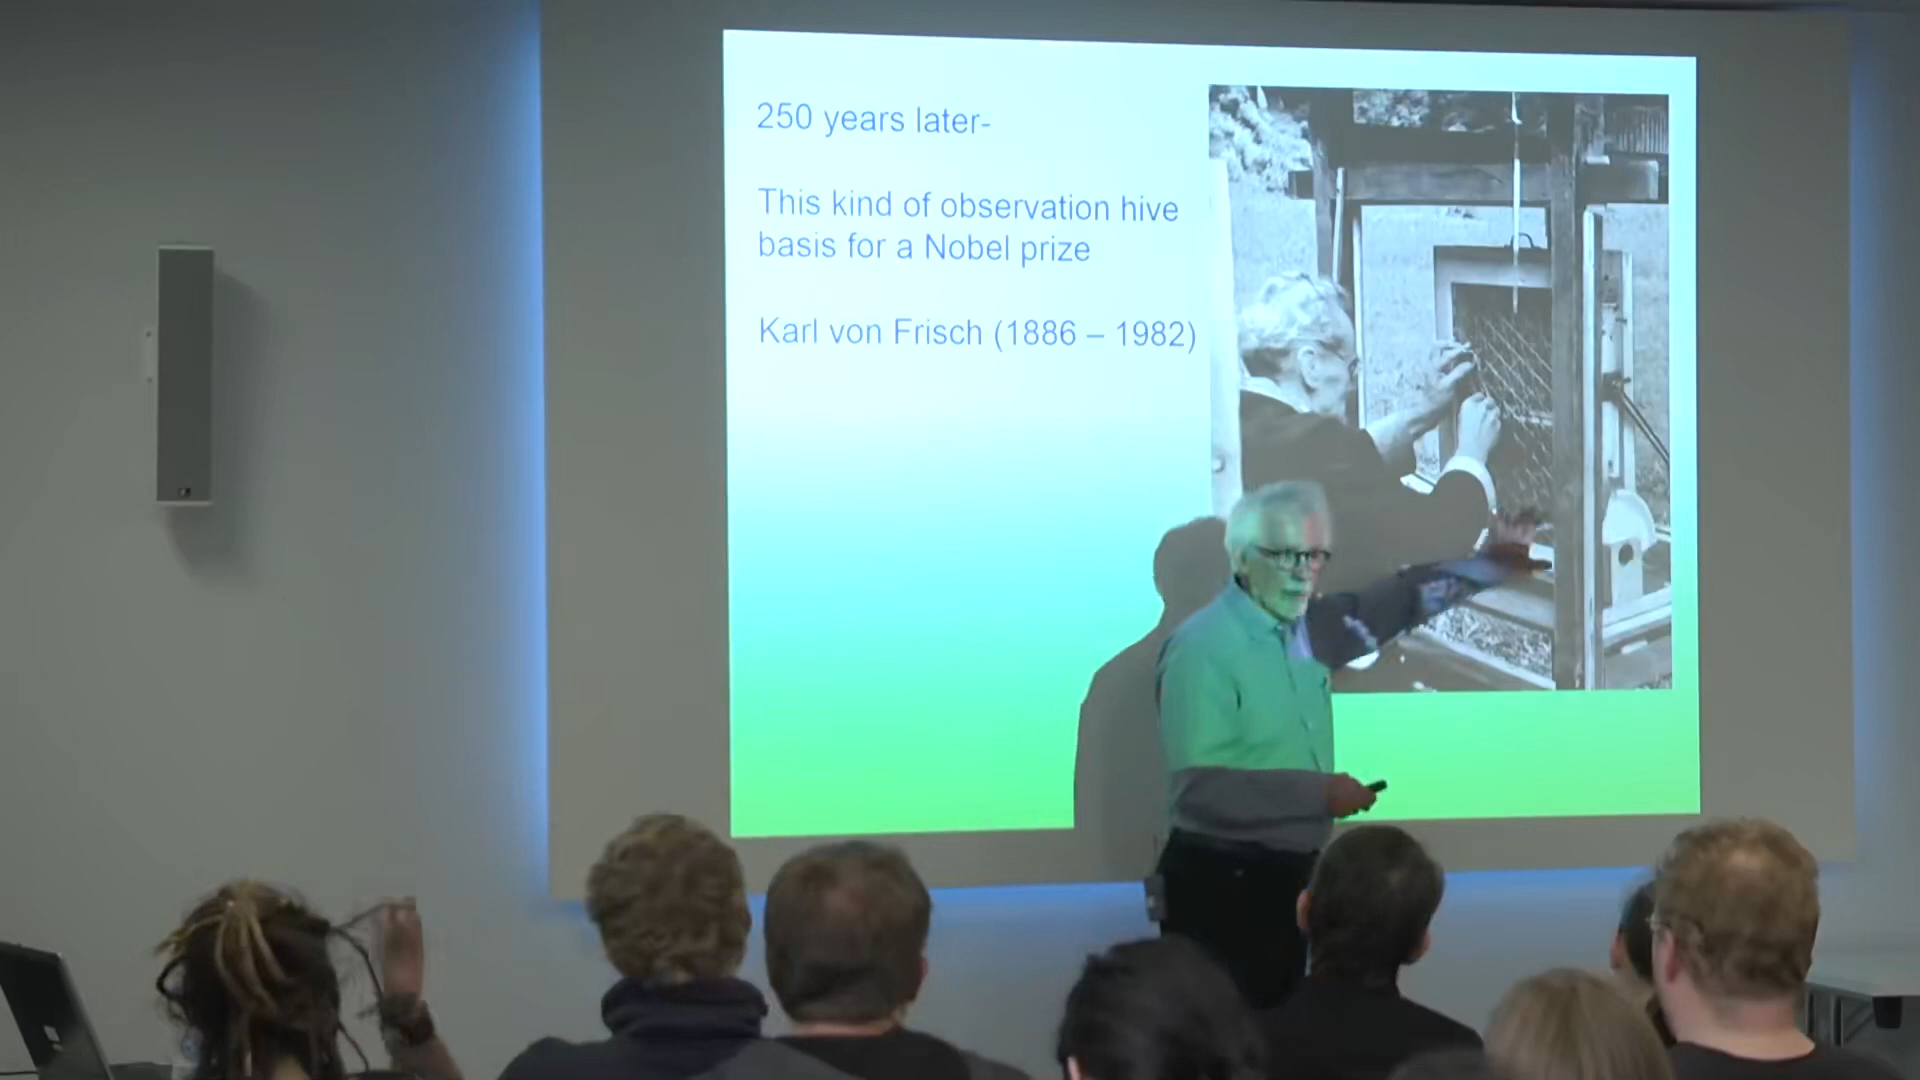 250 years later-
This kind of observation hive
basis for a Nobel prize
Karl von Frisch (1886 – 1982)